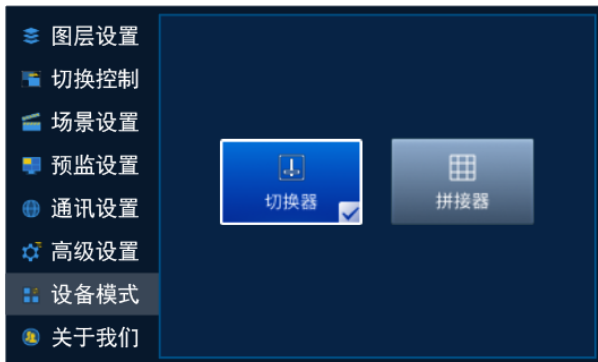 图层设置
切换控制
场景设置
预监设置
通讯设置
高级设置
设备模式
关于我们
切换器
拼接器